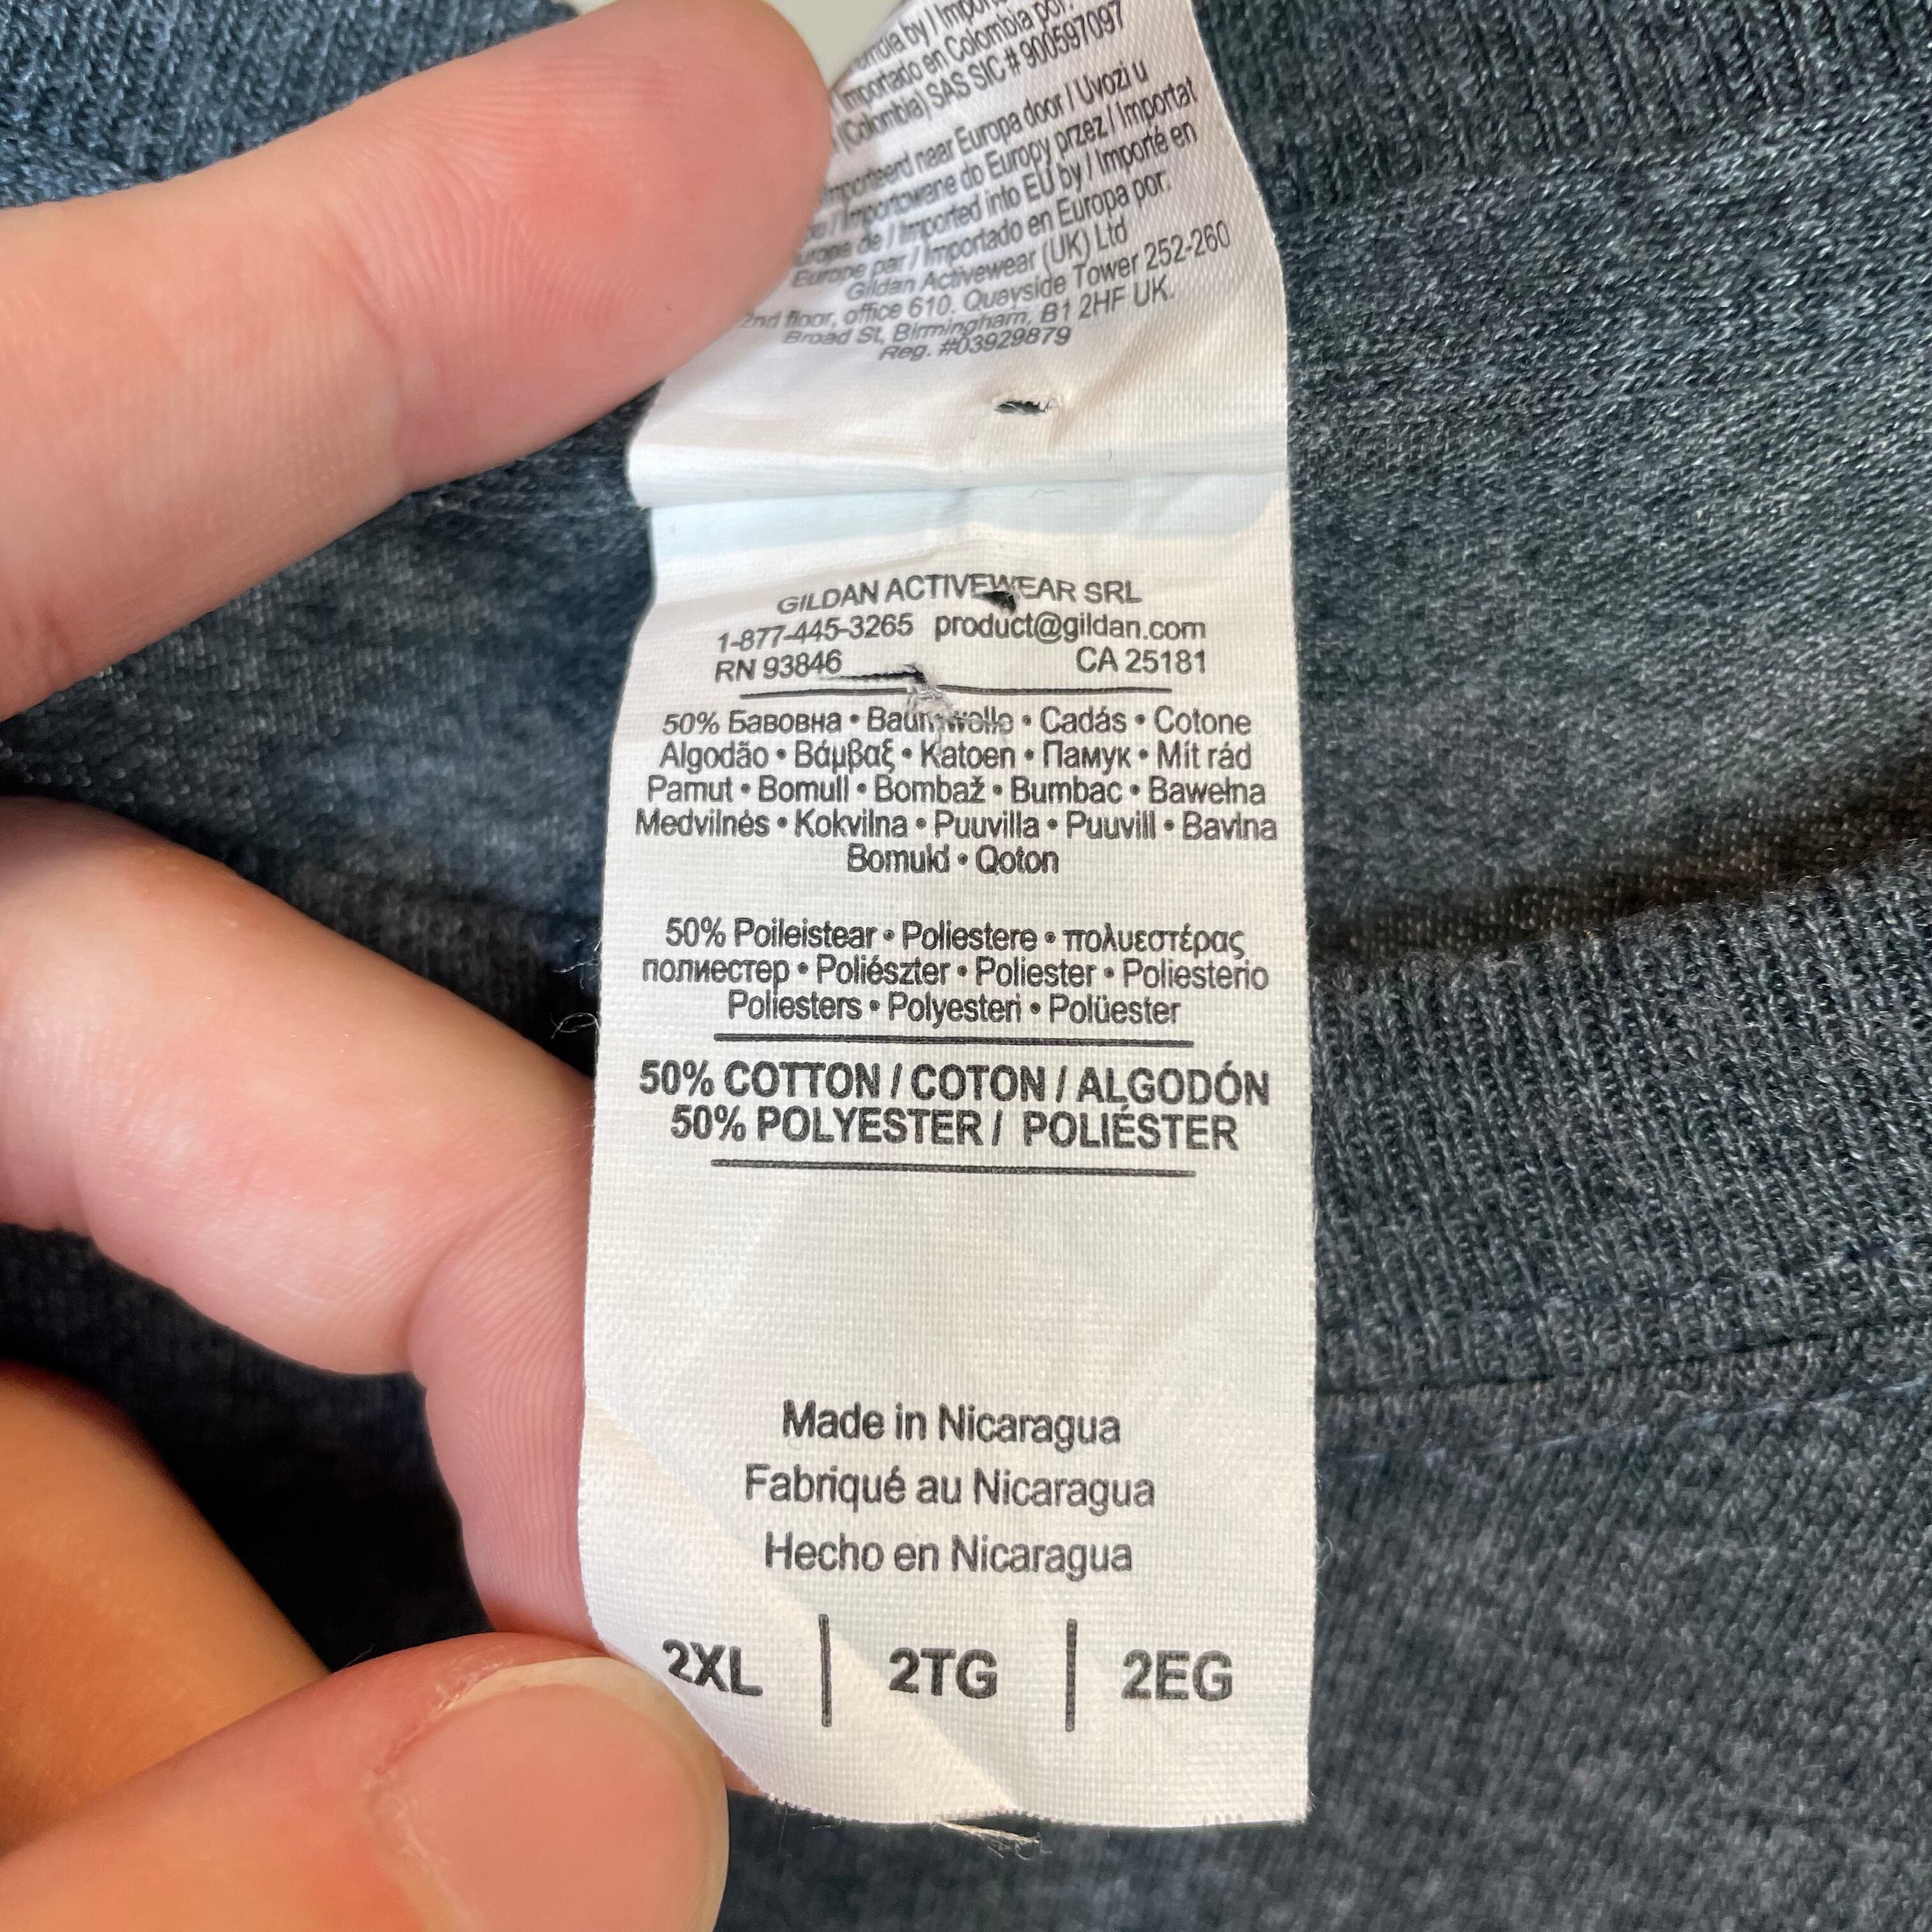 Importado en Colombia por:
(Colombia) SAS SIC # 900597097
naar Europa door / Uvozi u
/ Importowane do Europy przez / Importat
de / Imported into EU by / Importé en
Europe par / Importado en Europa por:
Gildan Activewear (UK) Ltd
2nd floor, office 610. Quayside Tower 252-260
Broad St, Birmingham, B1 2HF UK.
Reg. #03929879
GILDAN ACTIVEWEAR SRL
1-877-445-3265 product@gildan.com
RN 93846 CA 25181
50% Бавовна • Baumwolle • Cadás • Cotone
Algodão • Βάμβαξ • Katoen • Памук • Mít rád
Pamut • Bomull • Bombaž • Bumbac • Bawełna
Medvilnės • Kokvilna • Puuvilla • Puuvill • Bavlna
Bomuld • Qoton
50% Poileistear • Poliestere • πολυεστέρας
полиестер • Poliészter • Poliester • Poliesterio
Poliesters • Polyesteri • Polüester
50% COTTON / COTON / ALGODÓN
50% POLYESTER / POLIÉSTER
Made in Nicaragua
Fabriqué au Nicaragua
Hecho en Nicaragua
2XL | 2TG | 2EG